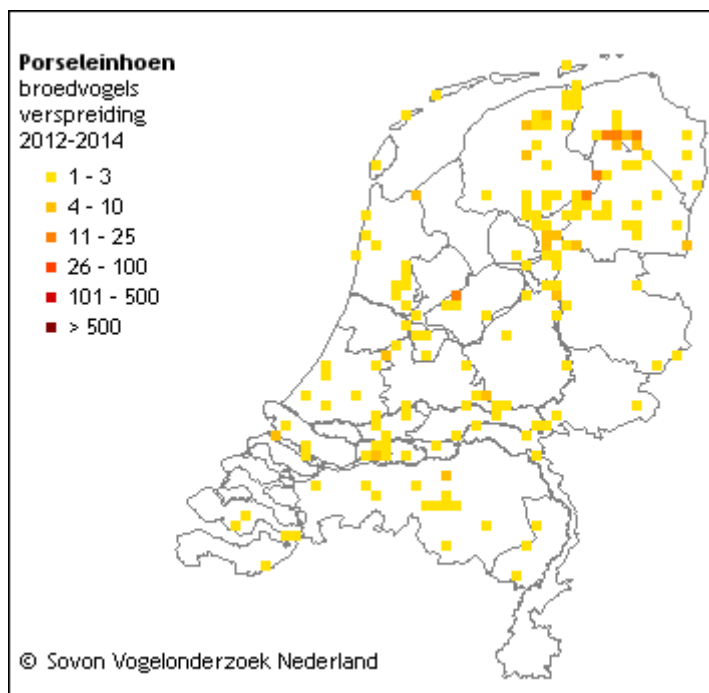 Porseleinhoen
broedvogels
verspreiding
2012-2014
1 - 3
4 - 10
11 - 25
26 - 100
101 - 500
> 500
© Sovon Vogelonderzoek Nederland